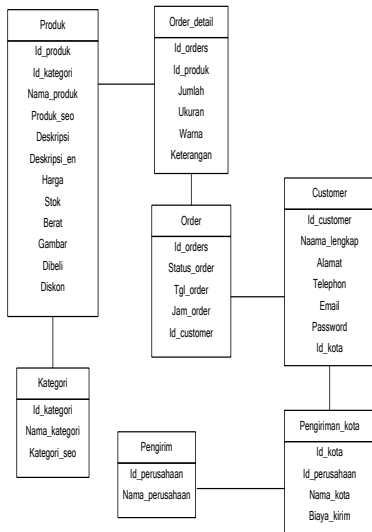 Produk
Id_produk
Id_kategori
Nama_produk
Produk_seo
Deskripsi
Deskripsi_en
Harga
Stok
Berat
Gambar
Dibeli
Diskon
Order_detail
Id_orders
Id_produk
Jumlah
Ukuran
Warna
Keterangan
Order
Id_orders
Status_order
Tgl_order
Jam_order
Id_customer
Customer
Id_customer
Naama_lengkap
Alamat
Telephon
Email
Password
Id_kota
Kategori
Id_kategori
Nama_kategori
Kategori_seo
Pengirim
Id_perusahaan
Nama_perusahaan
Pengiriman_kota
Id_kota
Id_perusahaan
Nama_kota
Biaya_kirim